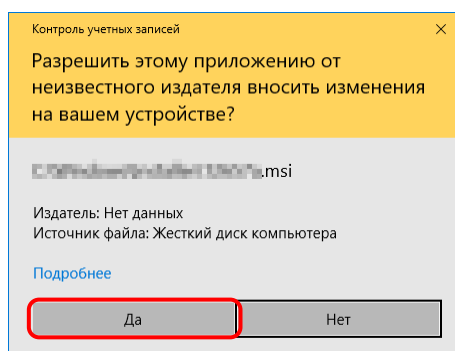 Контроль учетных записей
Разрешить этому приложению от
неизвестного издателя вносить изменения
на вашем устройстве?
.msi
Издатель: Нет данных
Источник файла: Жесткий диск компьютера
Подробнее
Да
Нет